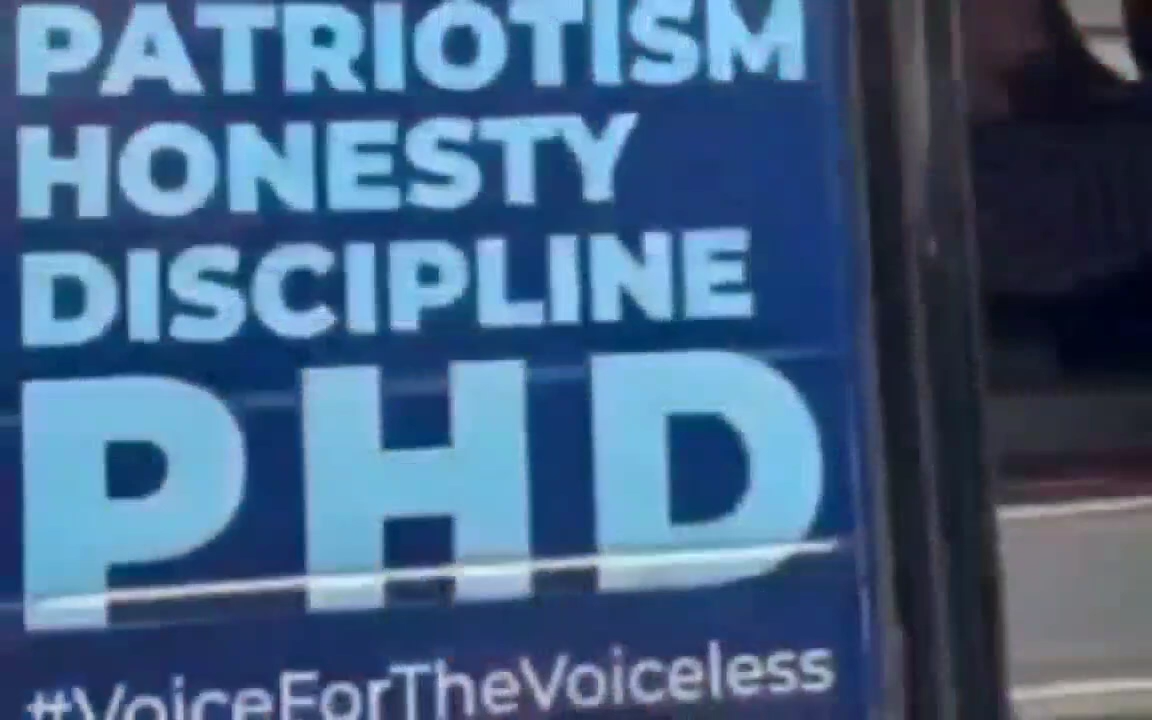 PATRIOTISM
HONESTY
DISCIPLINE
PHD
#VoiceForTheVoiceless